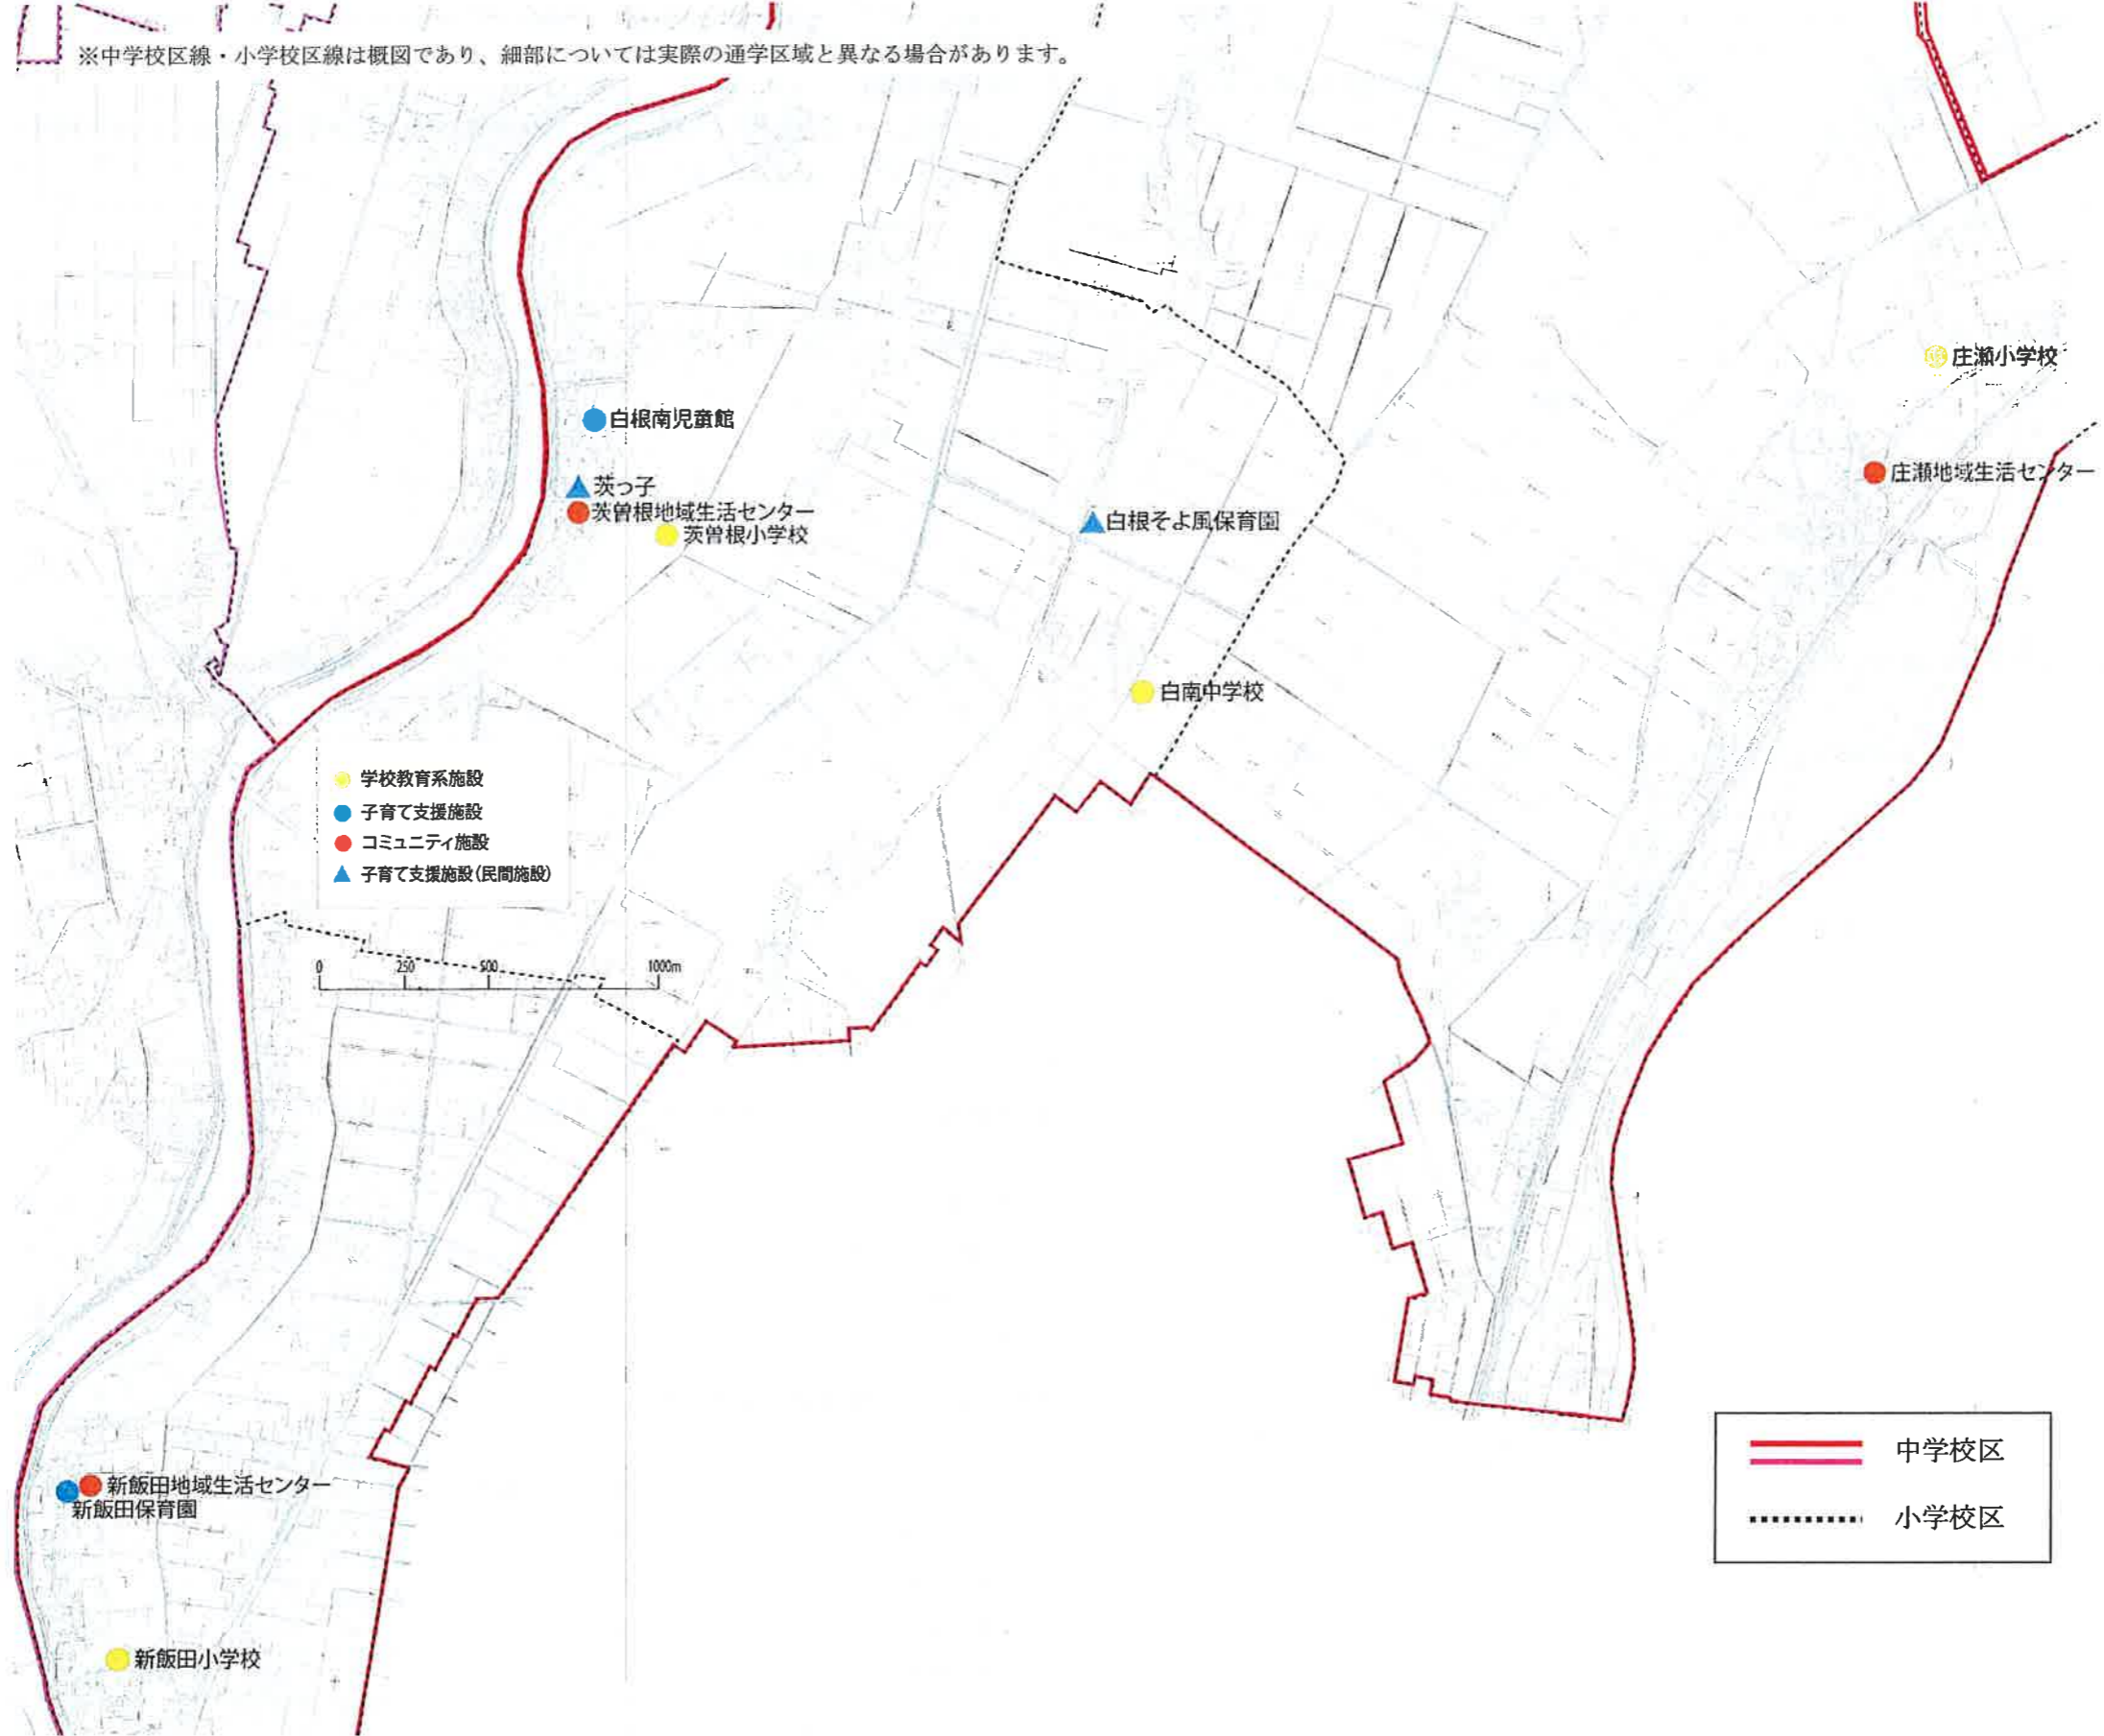 ※中学校区線・小学校区線は概図であり、細部については実際の通学区域と異なる場合があります。
庄瀬小学校
白根南児童館
庄瀬地域生活センター
茨っ子
茨曽根地域生活センター
白根そよ風保育園
茨曽根小学校
白南中学校
学校教育系施設
子育て支援施設
コミュニティ施設
子育て支援施設(民間施設)
0 250 500 1000m
中学校区
小学校区
新飯田地域生活センター
新飯田保育園
新飯田小学校